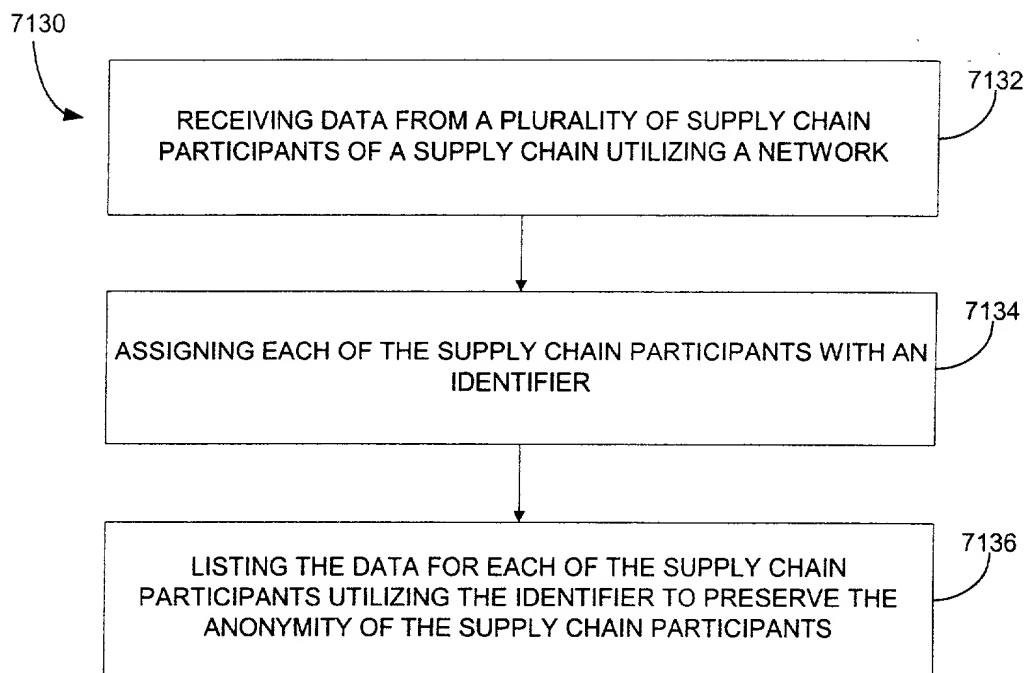 7130
7132
RECEIVING DATA FROM A PLURALITY OF SUPPLY CHAIN
PARTICIPANTS OF A SUPPLY CHAIN UTILIZING A NETWORK
7134
ASSIGNING EACH OF THE SUPPLY CHAIN PARTICIPANTS WITH AN
IDENTIFIER
7136
LISTING THE DATA FOR EACH OF THE SUPPLY CHAIN
PARTICIPANTS UTILIZING THE IDENTIFIER TO PRESERVE THE
ANONYMITY OF THE SUPPLY CHAIN PARTICIPANTS